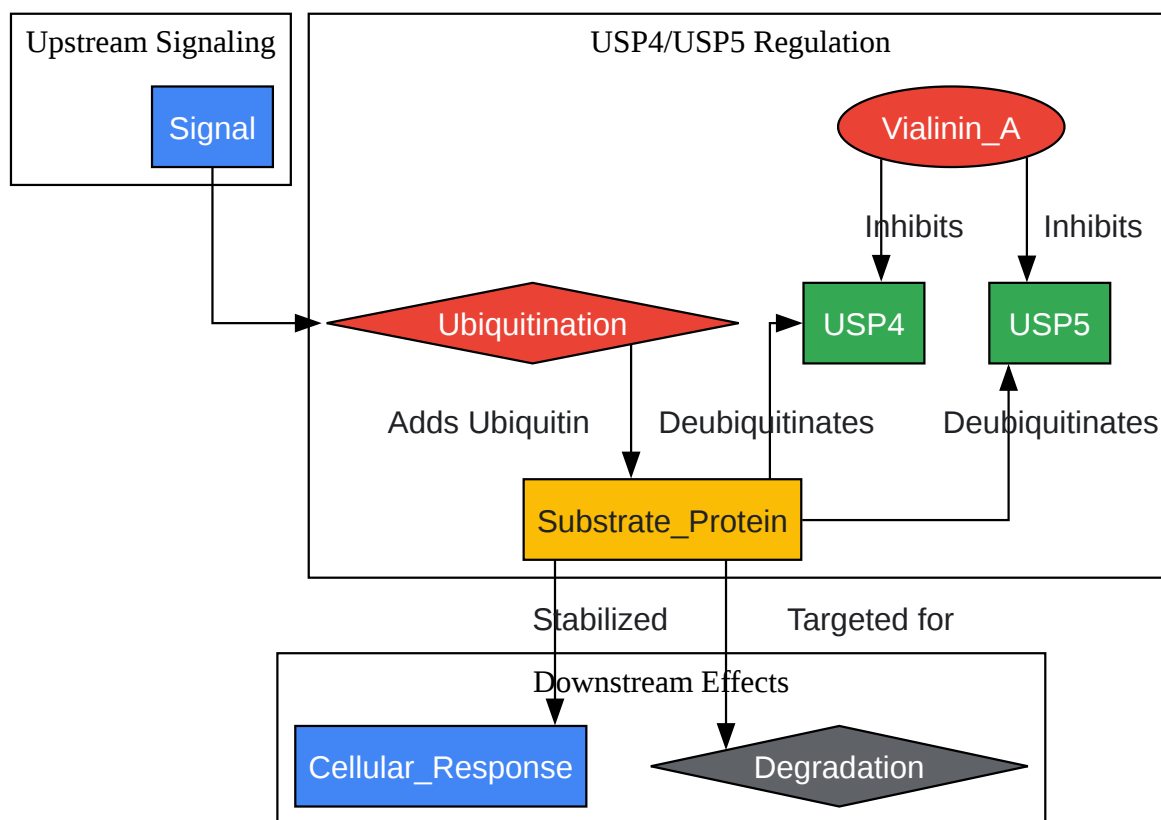 Upstream Signaling
USP4/USP5 Regulation
Signal
Vialinin_A
Inhibits
Inhibits
Ubiquitination
USP4
USP5
Adds Ubiquitin
Deubiquitinates
Deubiquitinates
Substrate_Protein
Stabilized
Targeted for
Downstream Effects
Cellular_Response
Degradation